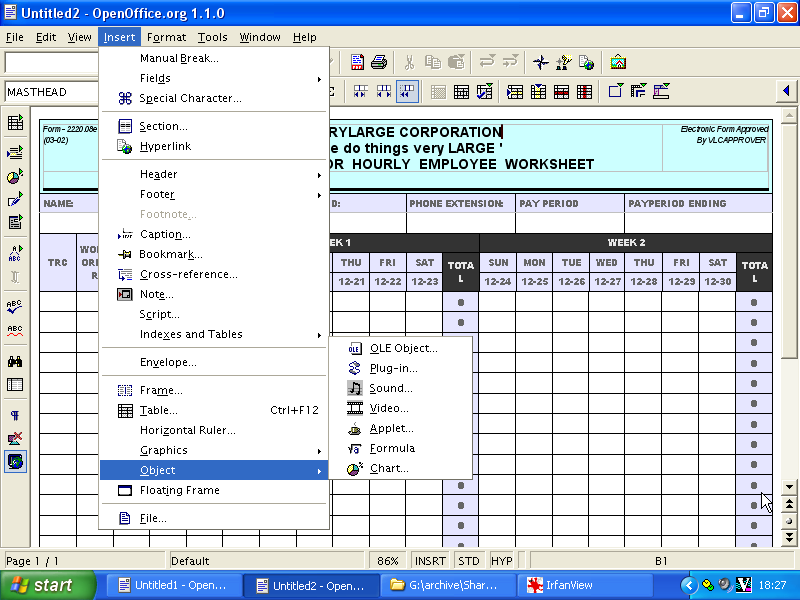 Untitled2 - OpenOffice.org 1.1.0
File Edit View Insert Format Tools Window Help
MASTHEAD
Manual Break...
Fields
Special Character...
Section...
Hyperlink
Header
Footer
Footnote...
Caption...
Bookmark...
Cross-reference...
Note...
Script...
Indexes and Tables
Envelope...
Frame...
Table... Ctrl+F12
Horizontal Ruler...
Graphics
Object
Floating Frame
File...
OLE Object...
Plug-in...
Sound...
Video...
Applet...
Formula
Chart...
Form - 2220.08e
(03-02)
RYLARGE CORPORATION
e do things very LARGE '
OR HOURLY EMPLOYEE WORKSHEET
Electronic Form Approved
By VLCAPPROVER
NAME: D: PHONE EXTENSION: PAY PERIOD PAYPERIOD ENDING
EK 1 WEEK 2
TRC THU FRI SAT TOTA L SUN MON TUE WED THU FRI SAT TOTA L
12-21 12-22 12-23 12-24 12-25 12-26 12-27 12-28 12-29 12-30
Page 1 / 1 Default 86% INSRT STD HYP B1
start Untitled1 - Open... Untitled2 - Open... G:\archive\Shar... IrfanView 18:27